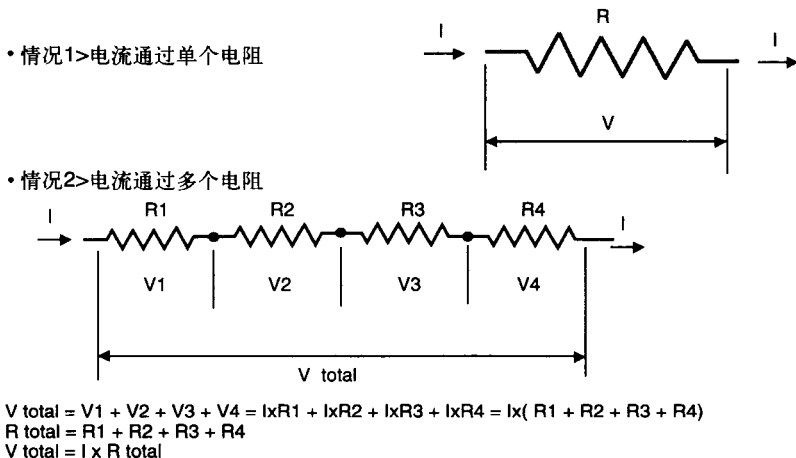 R
I
I
•情况1>电流通过单个电阻
V
•情况2>电流通过多个电阻
I R1 R2 R3 R4 I
V1 V2 V3 V4
V total
V total = V1 + V2 + V3 + V4 = IxR1 + IxR2 + IxR3 + IxR4 = Ix( R1 + R2 + R3 + R4)
R total = R1 + R2 + R3 + R4
V total = I x R total